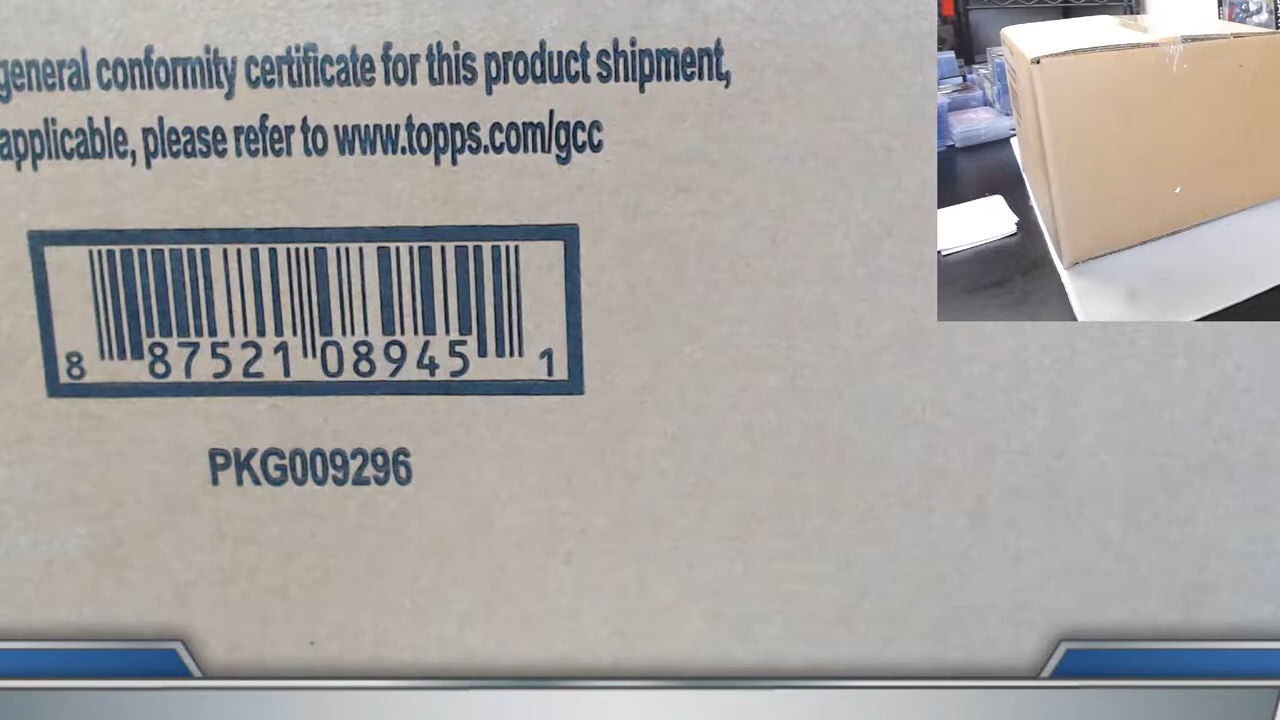 general conformity certificate for this product shipment,
applicable, please refer to www.topps.com/gcc
8 87521 08945 1
PKG009296